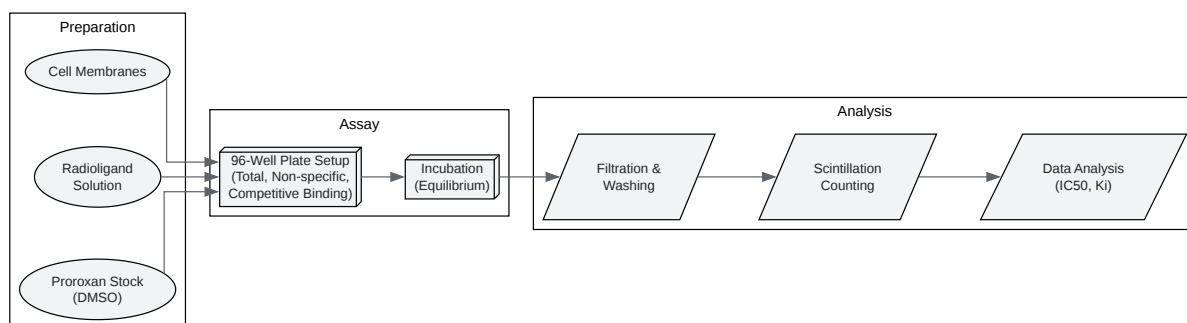 Preparation
Cell Membranes
Radioligand
Solution
Proroxan Stock
(DMSO)
Assay
96-Well Plate Setup
(Total, Non-specific,
Competitive Binding)
Incubation
(Equilibrium)
Analysis
Filtration &
Washing
Scintillation
Counting
Data Analysis
(IC50, Ki)